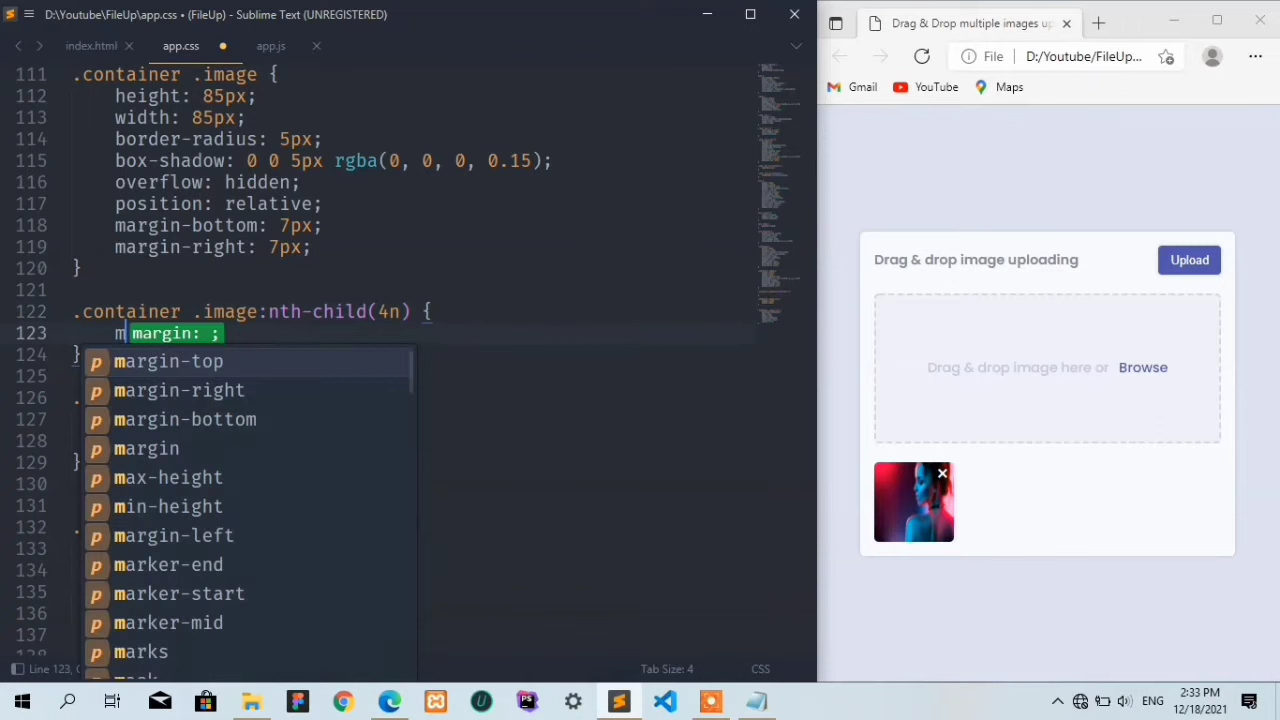 D:\Youtube\FileUp\app.css • (FileUp) - Sublime Text (UNREGISTERED)
index.html
app.css
app.js
111 .container .image {
112 height: 85px;
113 width: 85px;
114 border-radius: 5px;
115 box-shadow: 0 0 5px rgba(0, 0, 0, 0.15);
116 overflow: hidden;
117 position: relative;
118 margin-bottom: 7px;
119 margin-right: 7px;
120 }
121
122 .container .image:nth-child(4n) {
123 m margin: ;
124 }
125
126 .
127
128
129 }
130
131
132 .
133
134
135
136
137
138
p margin-top
p margin-right
p margin-bottom
p margin
p max-height
p min-height
p margin-left
p marker-end
p marker-start
p marker-mid
p marks
Line 123,
Tab Size: 4
CSS
Drag & Drop multiple images up
File
D:/Youtube/FileUp...
Gmail
YouTube
Maps
Drag & drop image uploading
Upload
Drag & drop image here or Browse
ENG
2:33 PM
12/18/2021